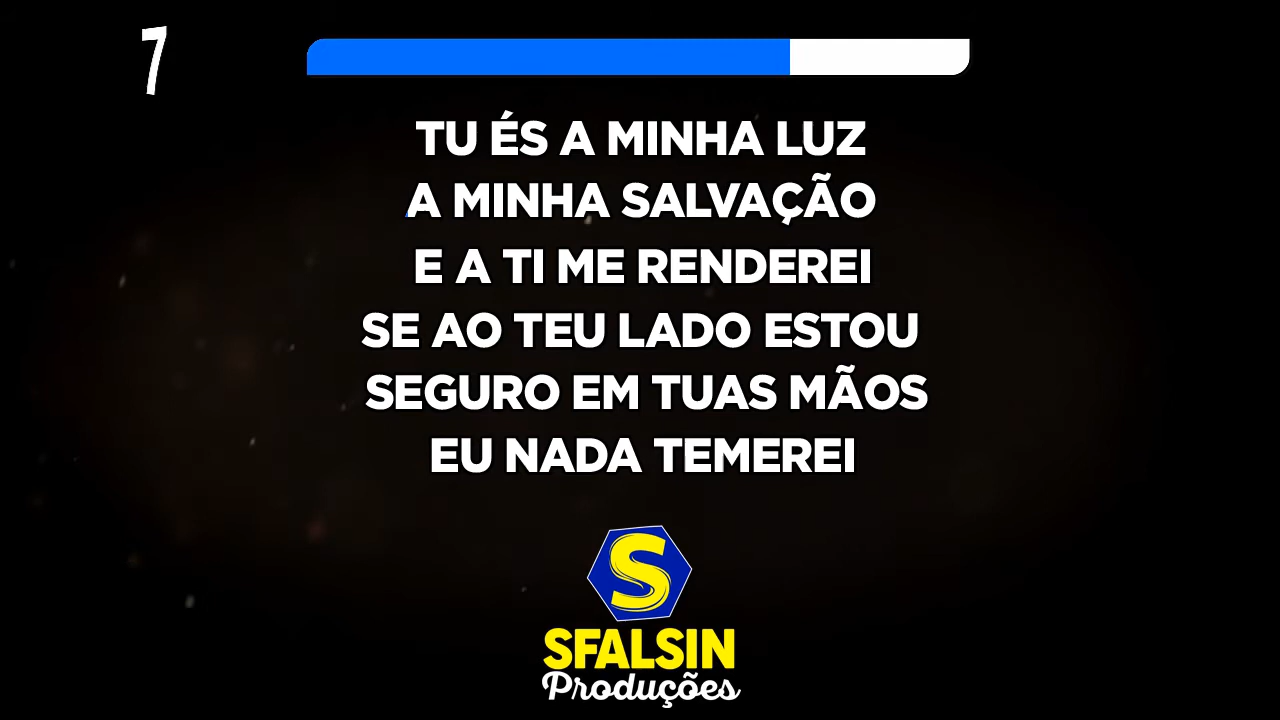 7
TU ÉS A MINHA LUZ
A MINHA SALVAÇÃO
E A TI ME RENDEREI
SE AO TEU LADO ESTOU
SEGURO EM TUAS MÃOS
EU NADA TEMEREI
S
SFALSIN
Produções